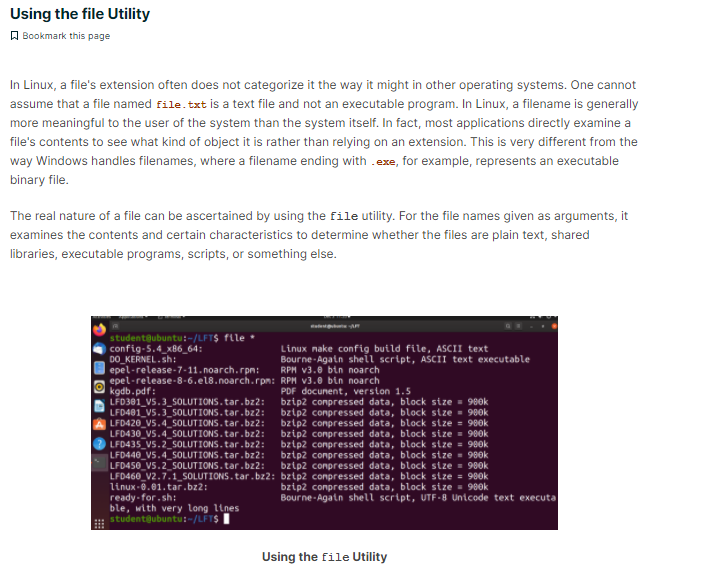 Using the file Utility
Bookmark this page
In Linux, a file's extension often does not categorize it the way it might in other operating systems. One cannot
assume that a file named file.txt is a text file and not an executable program. In Linux, a filename is generally
more meaningful to the user of the system than the system itself. In fact, most applications directly examine a
file's contents to see what kind of object it is rather than relying on an extension. This is very different from the
way Windows handles filenames, where a filename ending with .exe, for example, represents an executable
binary file.
The real nature of a file can be ascertained by using the file utility. For the file names given as arguments, it
examines the contents and certain characteristics to determine whether the files are plain text, shared
libraries, executable programs, scripts, or something else.
student@ubuntu: ~/LFT
student@ubuntu:~/LFT$ file *
config-5.4_x86_64: Linux make config build file, ASCII text
DO_KERNEL.sh: Bourne-Again shell script, ASCII text executable
epel-release-7-11.noarch.rpm: RPM v3.0 bin noarch
epel-release-8-6.el8.noarch.rpm: RPM v3.0 bin noarch
kgdb.pdf: PDF document, version 1.5
LFD301_V5.3_SOLUTIONS.tar.bz2: bzip2 compressed data, block size = 900k
LFD401_V5.3_SOLUTIONS.tar.bz2: bzip2 compressed data, block size = 900k
LFD420_V5.4_SOLUTIONS.tar.bz2: bzip2 compressed data, block size = 900k
LFD430_V5.4_SOLUTIONS.tar.bz2: bzip2 compressed data, block size = 900k
LFD435_V5.2_SOLUTIONS.tar.bz2: bzip2 compressed data, block size = 900k
LFD440_V5.4_SOLUTIONS.tar.bz2: bzip2 compressed data, block size = 900k
LFD450_V5.2_SOLUTIONS.tar.bz2: bzip2 compressed data, block size = 900k
LFD460_V2.7.1_SOLUTIONS.tar.bz2: bzip2 compressed data, block size = 900k
linux-0.01.tar.bz2: bzip2 compressed data, block size = 900k
ready-for.sh: Bourne-Again shell script, UTF-8 Unicode text executa
ble, with very long lines
student@ubuntu:~/LFT$
Using the file Utility